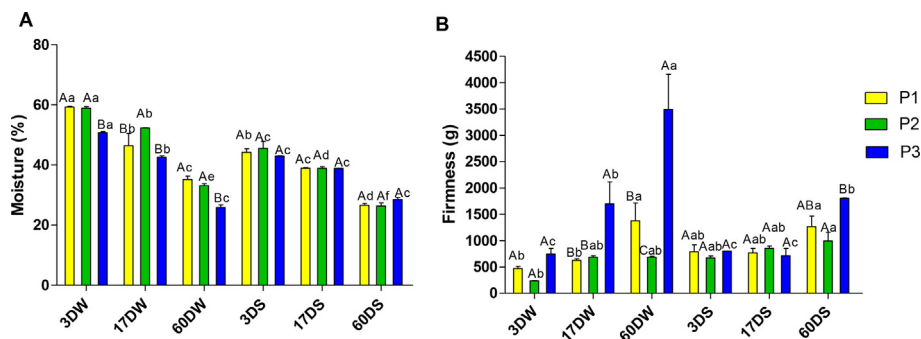 A
Moisture (%)
80
60
40
20
0
Aa Aa Ba
Bb Ab Bb
Ac Ae Bc
Ab Ac Ac
Ac Ad Ac
Ad Af Ac
3DW 17DW 60DW 3DS 17DS 60DS
B
Firmness (g)
4500
4000
3500
3000
2500
2000
1500
1000
500
0
Ab Ab Ac
Bb Bab Ab
Ba Cab Aa
Aab Aab Ac
Aab Aa Ac
ABa Aa Bb
3DW 17DW 60DW 3DS 17DS 60DS
P1
P2
P3